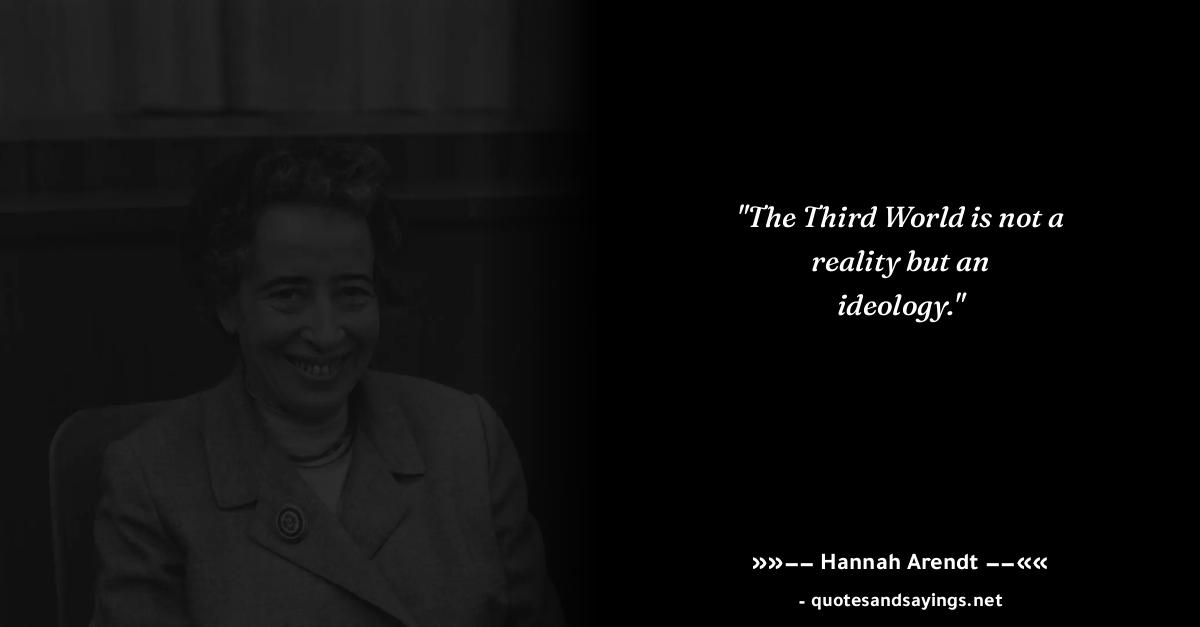 "The Third World is not a
reality but an
ideology."
»»−− Hannah Arendt −−««
- quotesandsayings.net